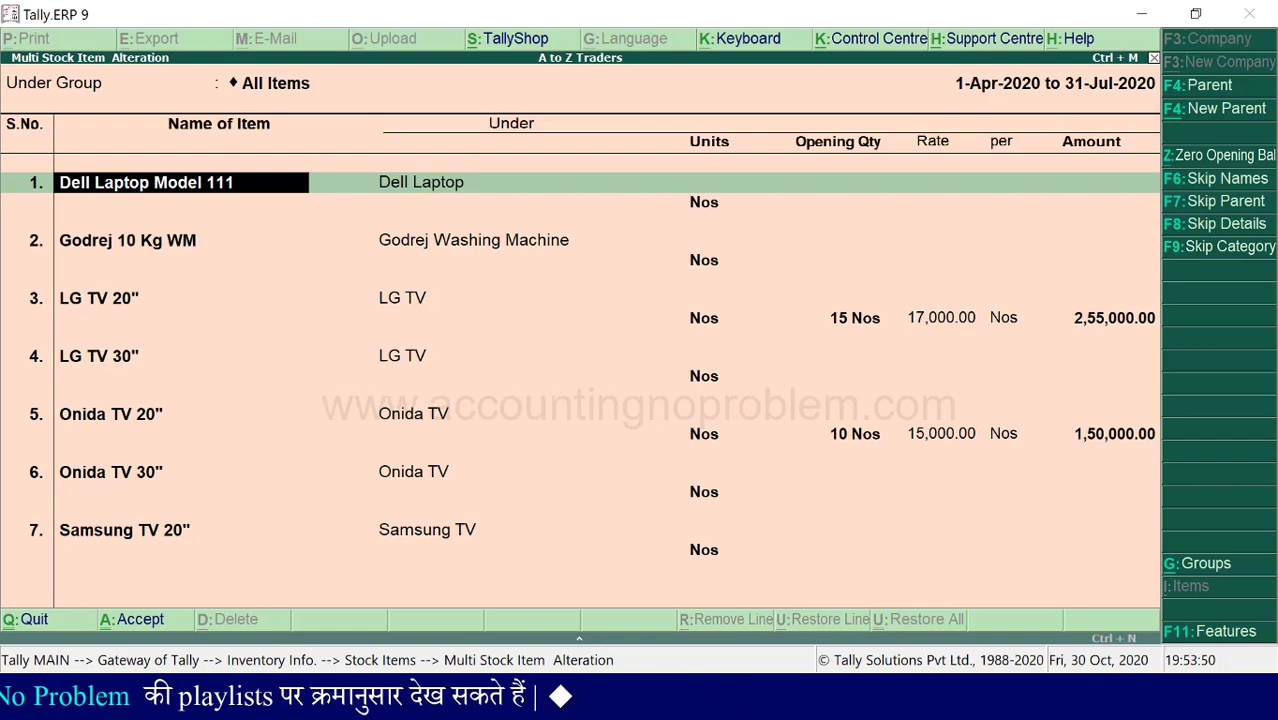 Tally.ERP 9
P: Print E: Export M: E-Mail O: Upload S: TallyShop G: Language K: Keyboard K: Control Centre H: Support Centre H: Help
F3: Company
Multi Stock Item Alteration A to Z Traders Ctrl + M
F3: New Company
Under Group : ♦ All Items 1-Apr-2020 to 31-Jul-2020
F4: Parent
F4: New Parent
S.No. Name of Item Under
Units Opening Qty Rate per Amount
Z: Zero Opening Bal
F6: Skip Names
F7: Skip Parent
F8: Skip Details
F9: Skip Category
1. Dell Laptop Model 111 Dell Laptop
Nos
2. Godrej 10 Kg WM Godrej Washing Machine
Nos
3. LG TV 20" LG TV
Nos 15 Nos 17,000.00 Nos 2,55,000.00
4. LG TV 30" LG TV
Nos
www.accountingnoproblem.com
5. Onida TV 20" Onida TV
Nos 10 Nos 15,000.00 Nos 1,50,000.00
6. Onida TV 30" Onida TV
Nos
7. Samsung TV 20" Samsung TV
Nos
G: Groups
I: Items
Q: Quit A: Accept D: Delete R: Remove Line U: Restore Line U: Restore All
F11: Features
Ctrl + N
Tally MAIN --> Gateway of Tally --> Inventory Info. --> Stock Items --> Multi Stock Item Alteration © Tally Solutions Pvt Ltd., 1988-2020 Fri, 30 Oct, 2020 19:53:50
No Problem की playlists पर क्रमानुसार देख सकते हैं | ◆